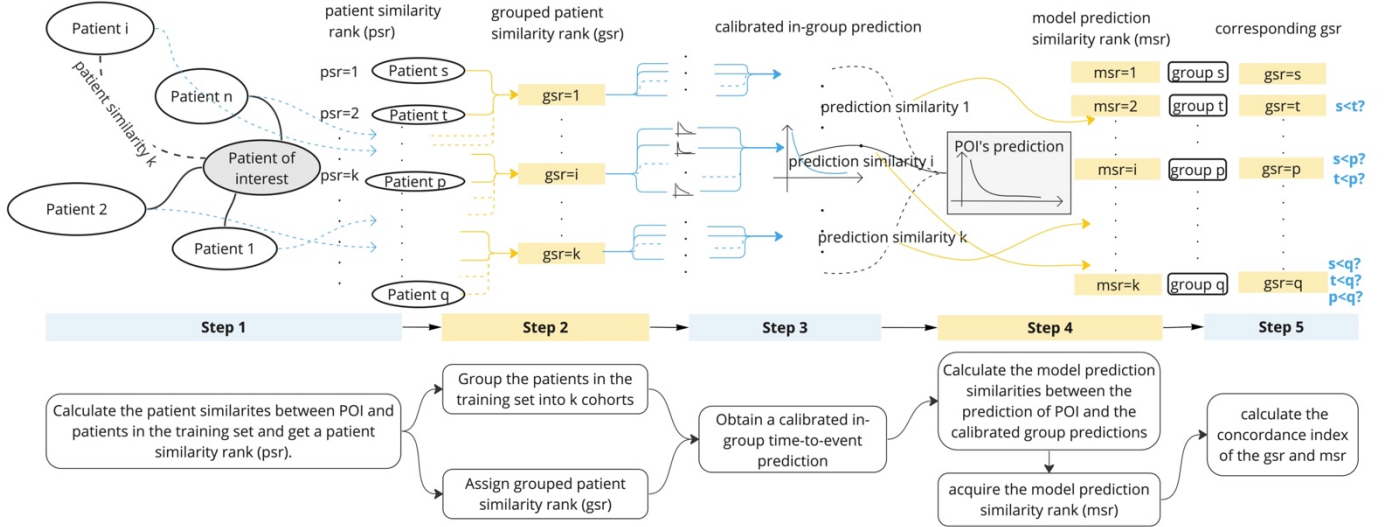 Patient i
patient similarity k
Patient n
Patient of
interest
Patient 2
Patient 1
patient similarity
rank (psr)
psr=1
psr=2
psr=k
Patient s
Patient t
Patient p
Patient q
grouped patient
similarity rank (gsr)
gsr=1
gsr=i
gsr=k
calibrated in-group prediction
prediction similarity 1
prediction similarity i
prediction similarity k
POI's prediction
model prediction
similarity rank (msr)
msr=1
msr=2
msr=i
msr=k
group s
group t
group p
group q
corresponding gsr
gsr=s
gsr=t
gsr=p
gsr=q
s<t?
s<p?
t<p?
s<q?
t<q?
p<q?
Step 1
Step 2
Step 3
Step 4
Step 5
Calculate the patient similarites between POI and
patients in the training set and get a patient
similarity rank (psr).
Group the patients in the
training set into k cohorts
Assign grouped patient
similarity rank (gsr)
Obtain a calibrated in-
group time-to-event
prediction
Calculate the model prediction
similarities between the
prediction of POI and the
calibrated group predictions
acquire the model prediction
similarity rank (msr)
calculate the
concordance index
of the gsr and msr